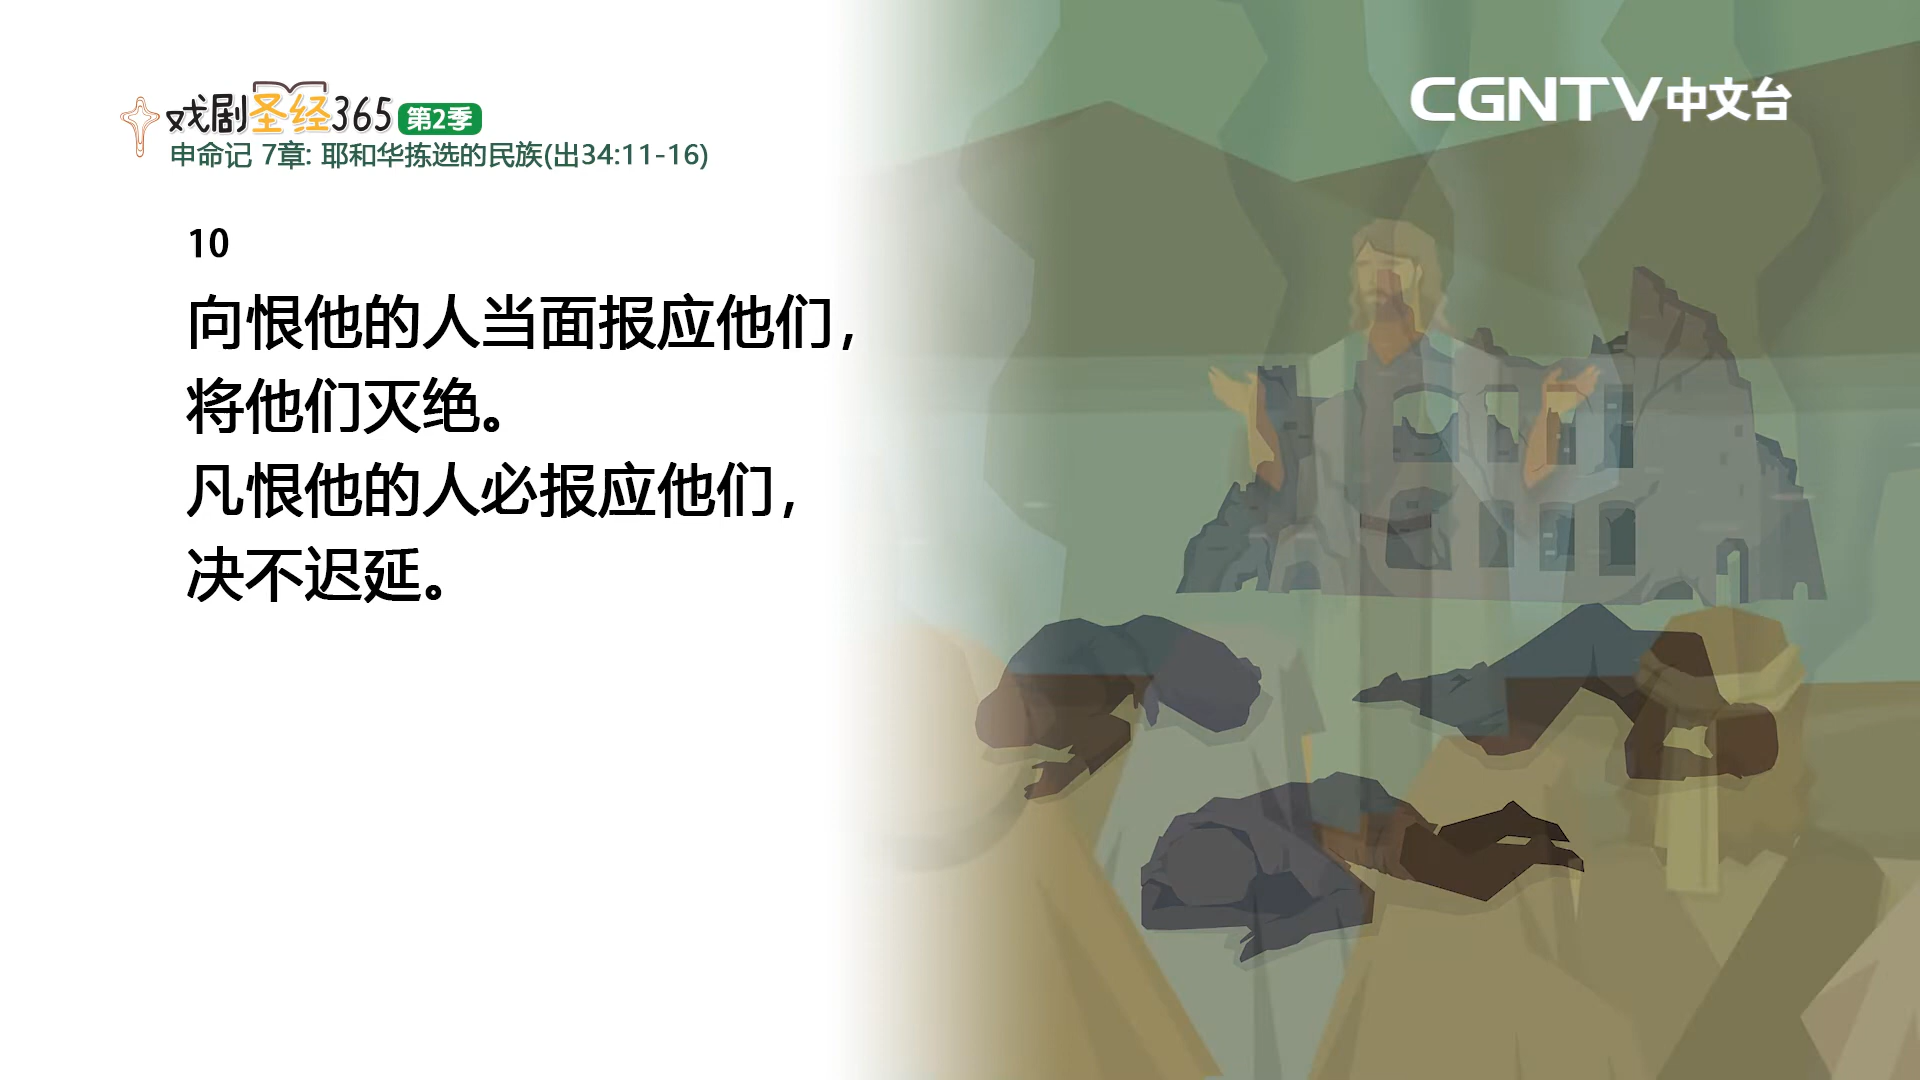 戏剧圣经365 第2季
CGNTV中文台
申命记 7章: 耶和华拣选的民族(出34:11-16)
10
向恨他的人当面报应他们，
将他们灭绝。
凡恨他的人必报应他们，
决不迟延。